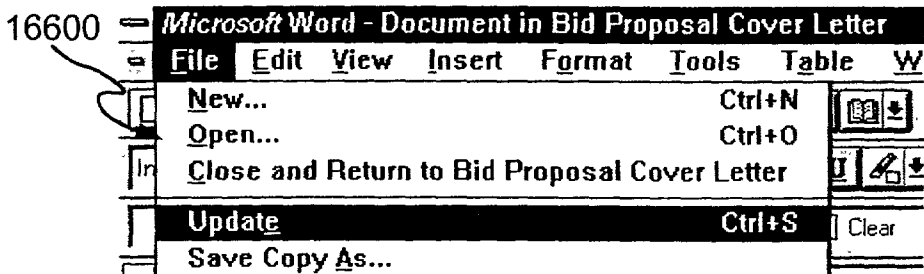 16600
Microsoft Word - Document in Bid Proposal Cover Letter
File Edit View Insert Format Tools Table W
New... Ctrl+N
Open... Ctrl+O
In Close and Return to Bid Proposal Cover Letter U
Update Ctrl+S Clear
Save Copy As...